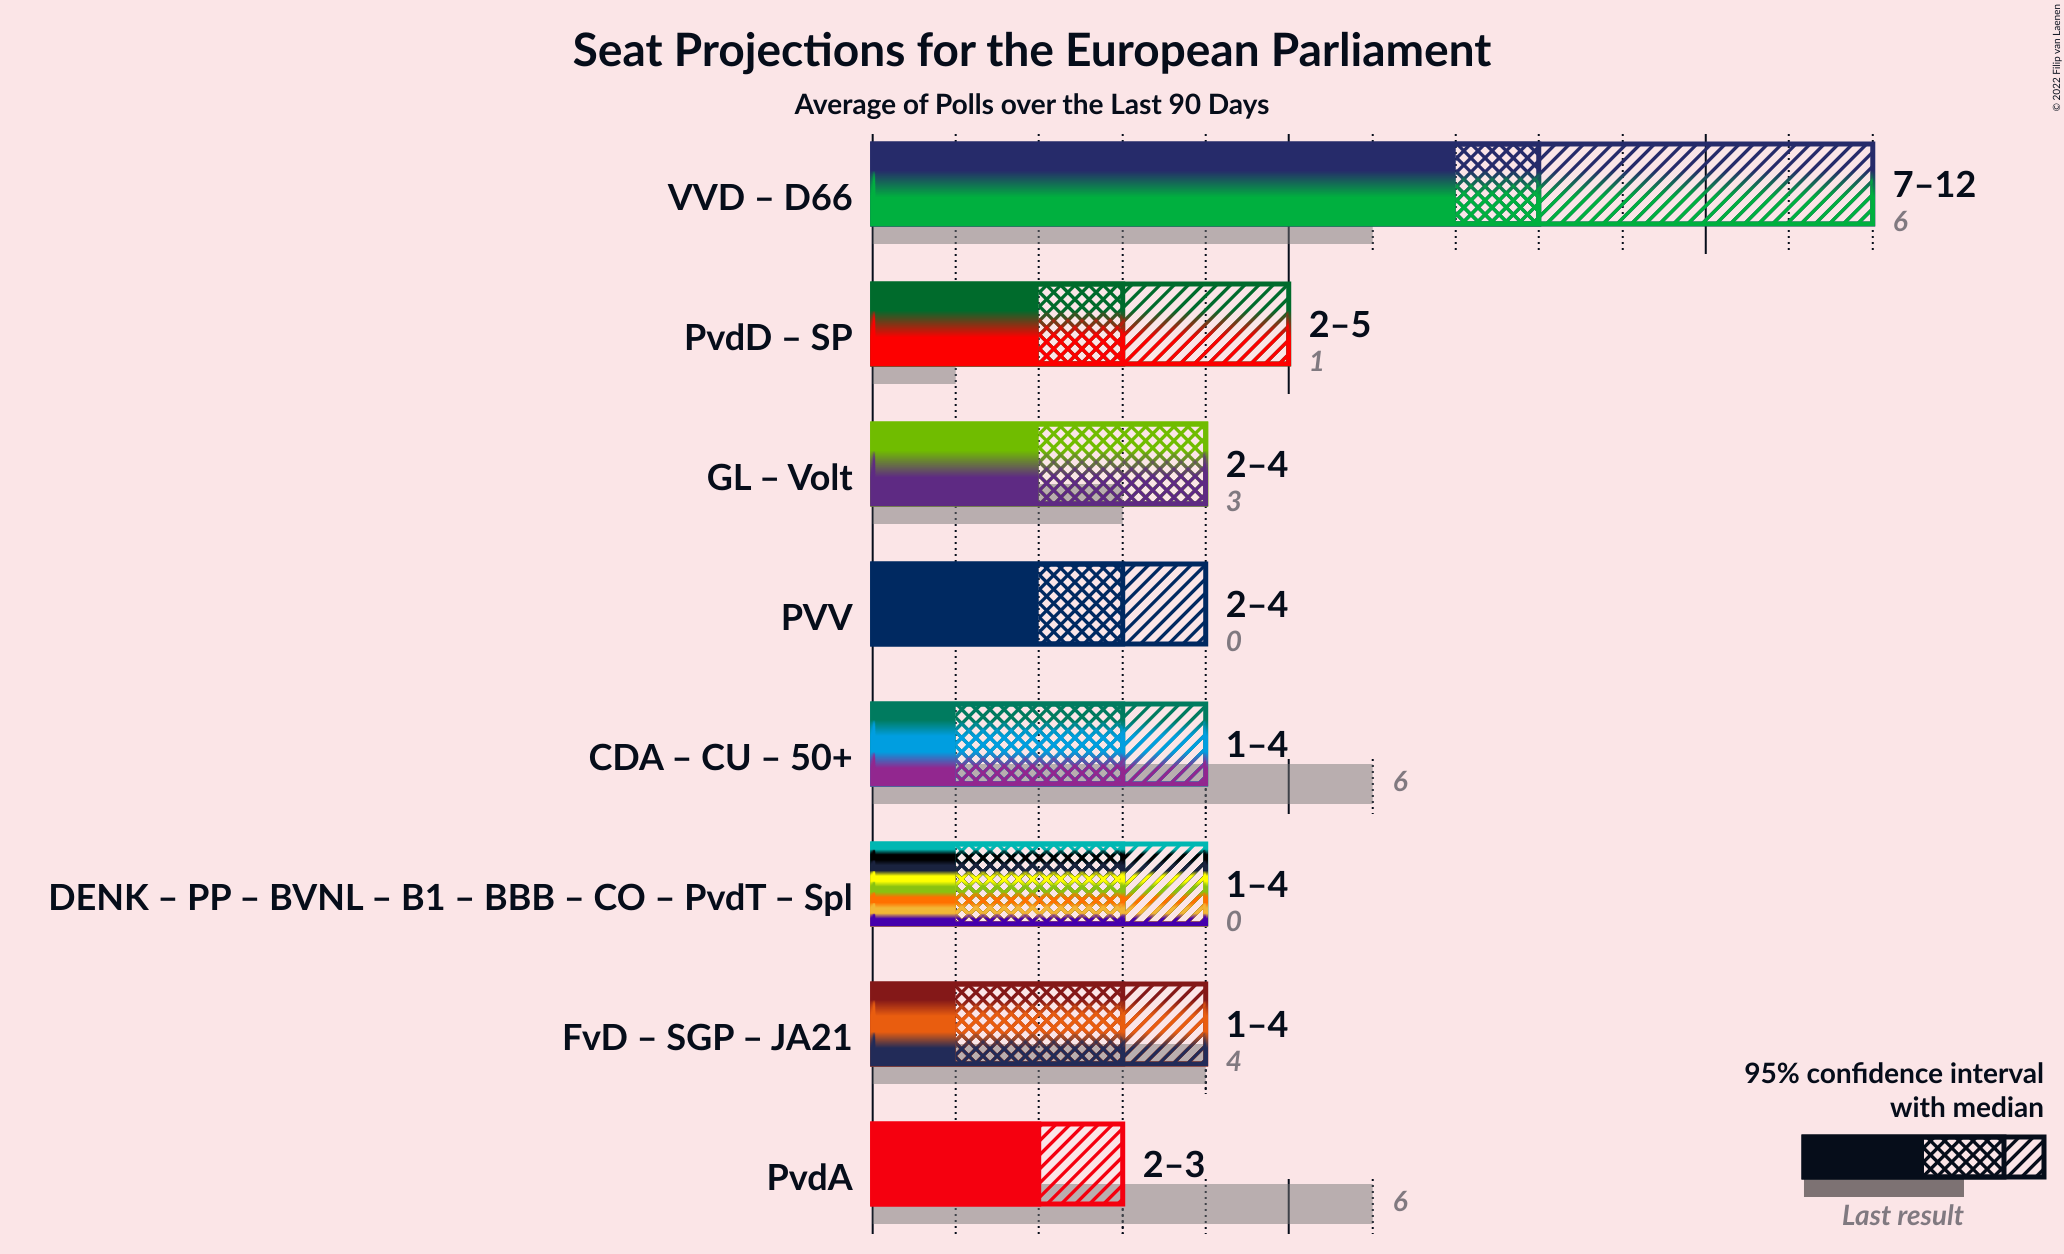 Seat Projections for the European Parliament
Average of Polls over the Last 90 Days
© 2022 Filip van Laenen
VVD – D66
7–12
6
PvdD – SP
2–5
1
GL – Volt
2–4
3
PVV
2–4
0
CDA – CU – 50+
1–4
6
DENK – PP – BVNL – B1 – BBB – CO – PvdT – Spl
1–4
0
FvD – SGP – JA21
1–4
4
PvdA
2–3
6
95% confidence interval
with median
Last result